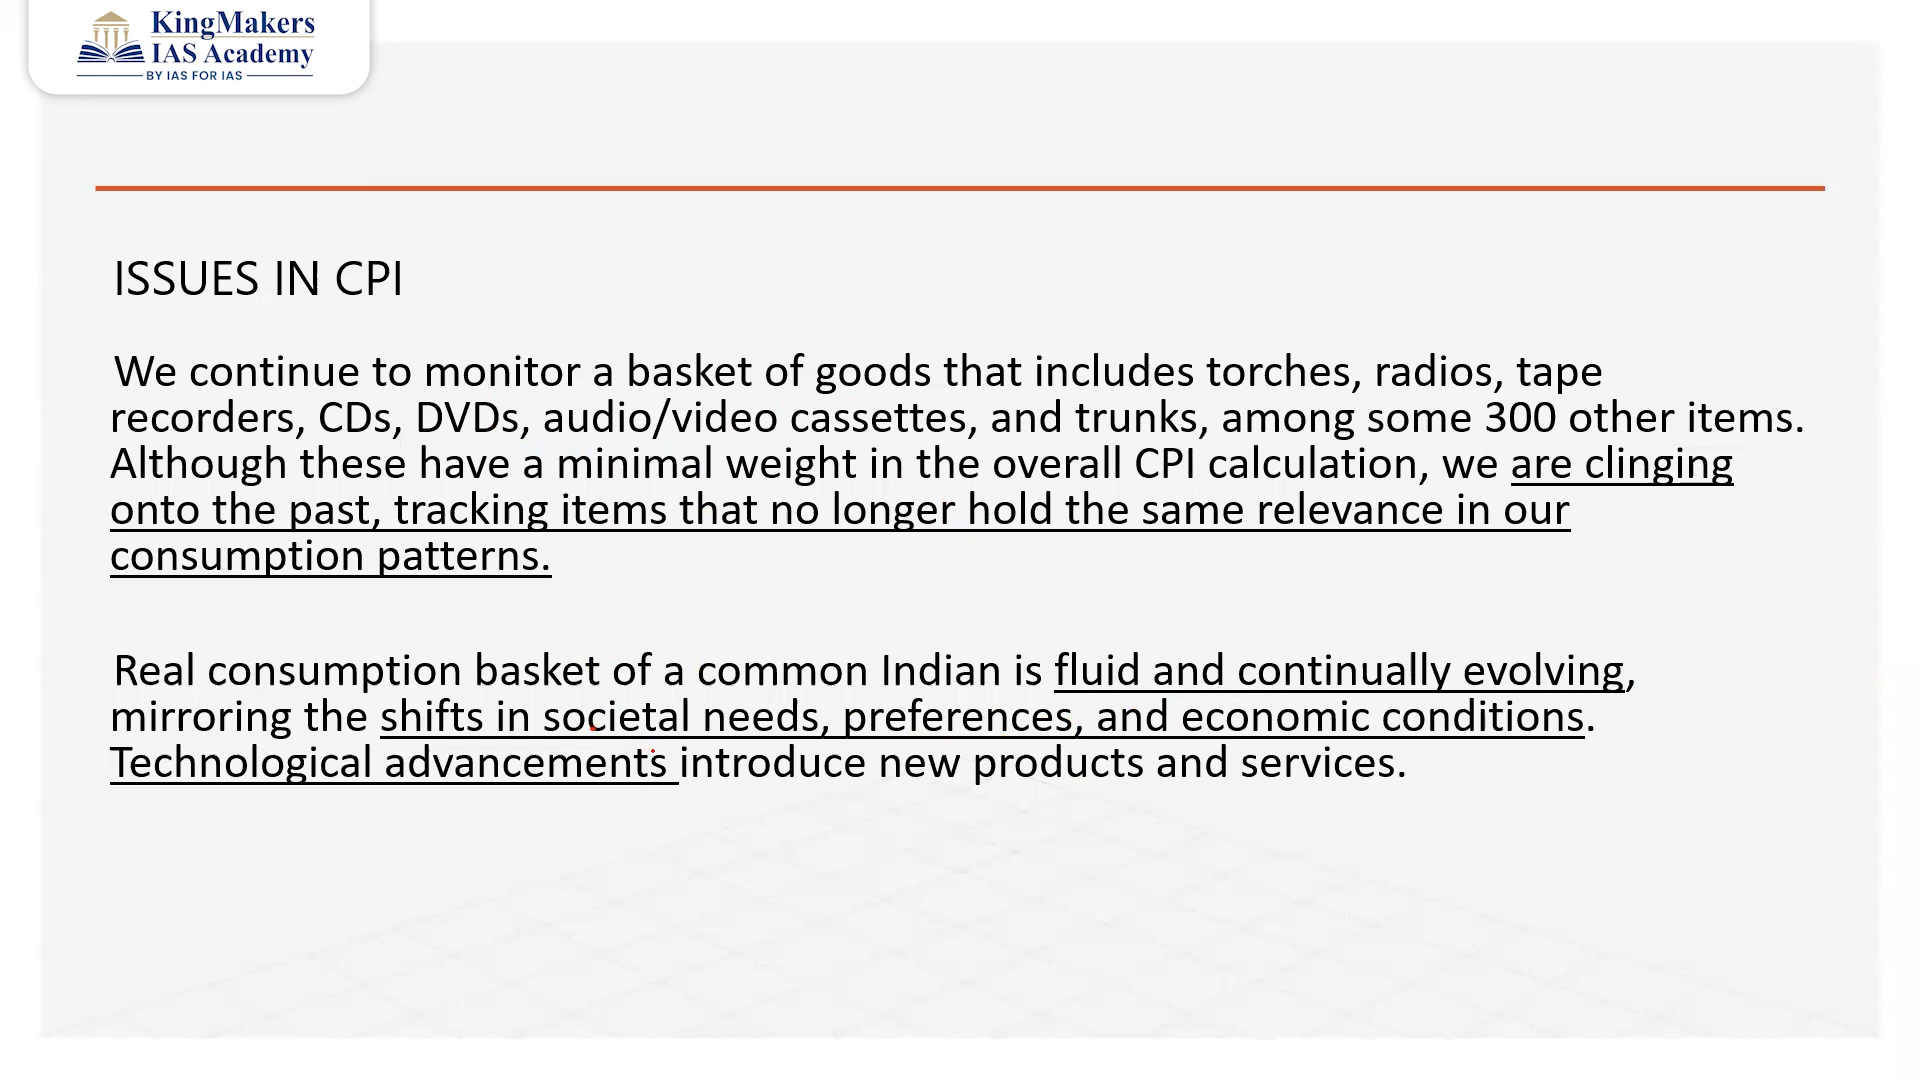 KingMakers
IAS Academy
BY IAS FOR IAS
ISSUES IN CPI
We continue to monitor a basket of goods that includes torches, radios, tape
recorders, CDs, DVDs, audio/video cassettes, and trunks, among some 300 other items.
Although these have a minimal weight in the overall CPI calculation, we are clinging
onto the past, tracking items that no longer hold the same relevance in our
consumption patterns.
Real consumption basket of a common Indian is fluid and continually evolving,
mirroring the shifts in societal needs, preferences, and economic conditions.
Technological advancements introduce new products and services.